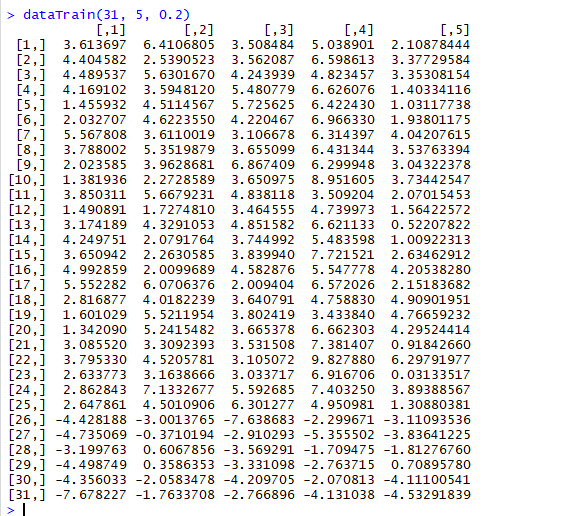 > dataTrain(31, 5, 0.2)
[,1] [,2] [,3] [,4] [,5]
[1,] 3.613697 6.4106805 3.508484 5.038901 2.10878444
[2,] 4.404582 2.5390523 3.562087 6.598613 3.37729584
[3,] 4.489537 5.6301670 4.243939 4.823457 3.35308154
[4,] 4.169102 3.5948120 5.480779 6.626076 1.40334116
[5,] 1.455932 4.5114567 5.725625 6.422430 1.03117738
[6,] 2.032707 4.6223550 4.220467 6.966330 1.93801175
[7,] 5.567808 3.6110019 3.106678 6.314397 4.04207615
[8,] 3.788002 5.3519879 3.655099 6.431344 3.53763394
[9,] 2.023585 3.9628681 6.867409 6.299948 3.04322378
[10,] 1.381936 2.2728589 3.650975 8.951605 3.73442547
[11,] 3.850311 5.6679231 4.838118 3.509204 2.07015453
[12,] 1.490891 1.7274810 3.464555 4.739973 1.56422572
[13,] 3.174189 4.3291053 4.851582 6.621133 0.52207822
[14,] 4.249751 2.0791764 3.744992 5.483598 1.00922313
[15,] 3.650942 2.2630585 3.839940 7.721521 2.63462912
[16,] 4.992859 2.0099689 4.582876 5.547778 4.20538280
[17,] 5.552282 6.0706376 2.009404 6.572026 2.15183682
[18,] 2.816877 4.0182239 3.640791 4.758830 4.90901951
[19,] 1.601029 5.5211954 3.802419 3.433840 4.76659232
[20,] 1.342090 5.2415482 3.665378 6.662303 4.29524414
[21,] 3.085520 3.3092393 3.531508 7.381407 0.91842660
[22,] 3.795330 4.5205781 3.105072 9.827880 6.29791977
[23,] 2.633773 3.1638666 3.033717 6.916706 0.03133517
[24,] 2.862843 7.1332677 5.592685 7.403250 3.89388567
[25,] 2.647861 4.5010906 6.301277 4.950981 1.30880381
[26,] -4.428188 -3.0013765 -7.638683 -2.299671 -3.11093536
[27,] -4.735069 -0.3710194 -2.910293 -5.355502 -3.83641225
[28,] -3.199763 0.6067856 -3.569291 -1.709475 -1.81276760
[29,] -4.498749 0.3586353 -3.331098 -2.763715 0.70895780
[30,] -4.356033 -2.0583478 -4.209705 -2.070813 -4.11100541
[31,] -7.678227 -1.7633708 -2.766896 -4.131038 -4.53291839
>